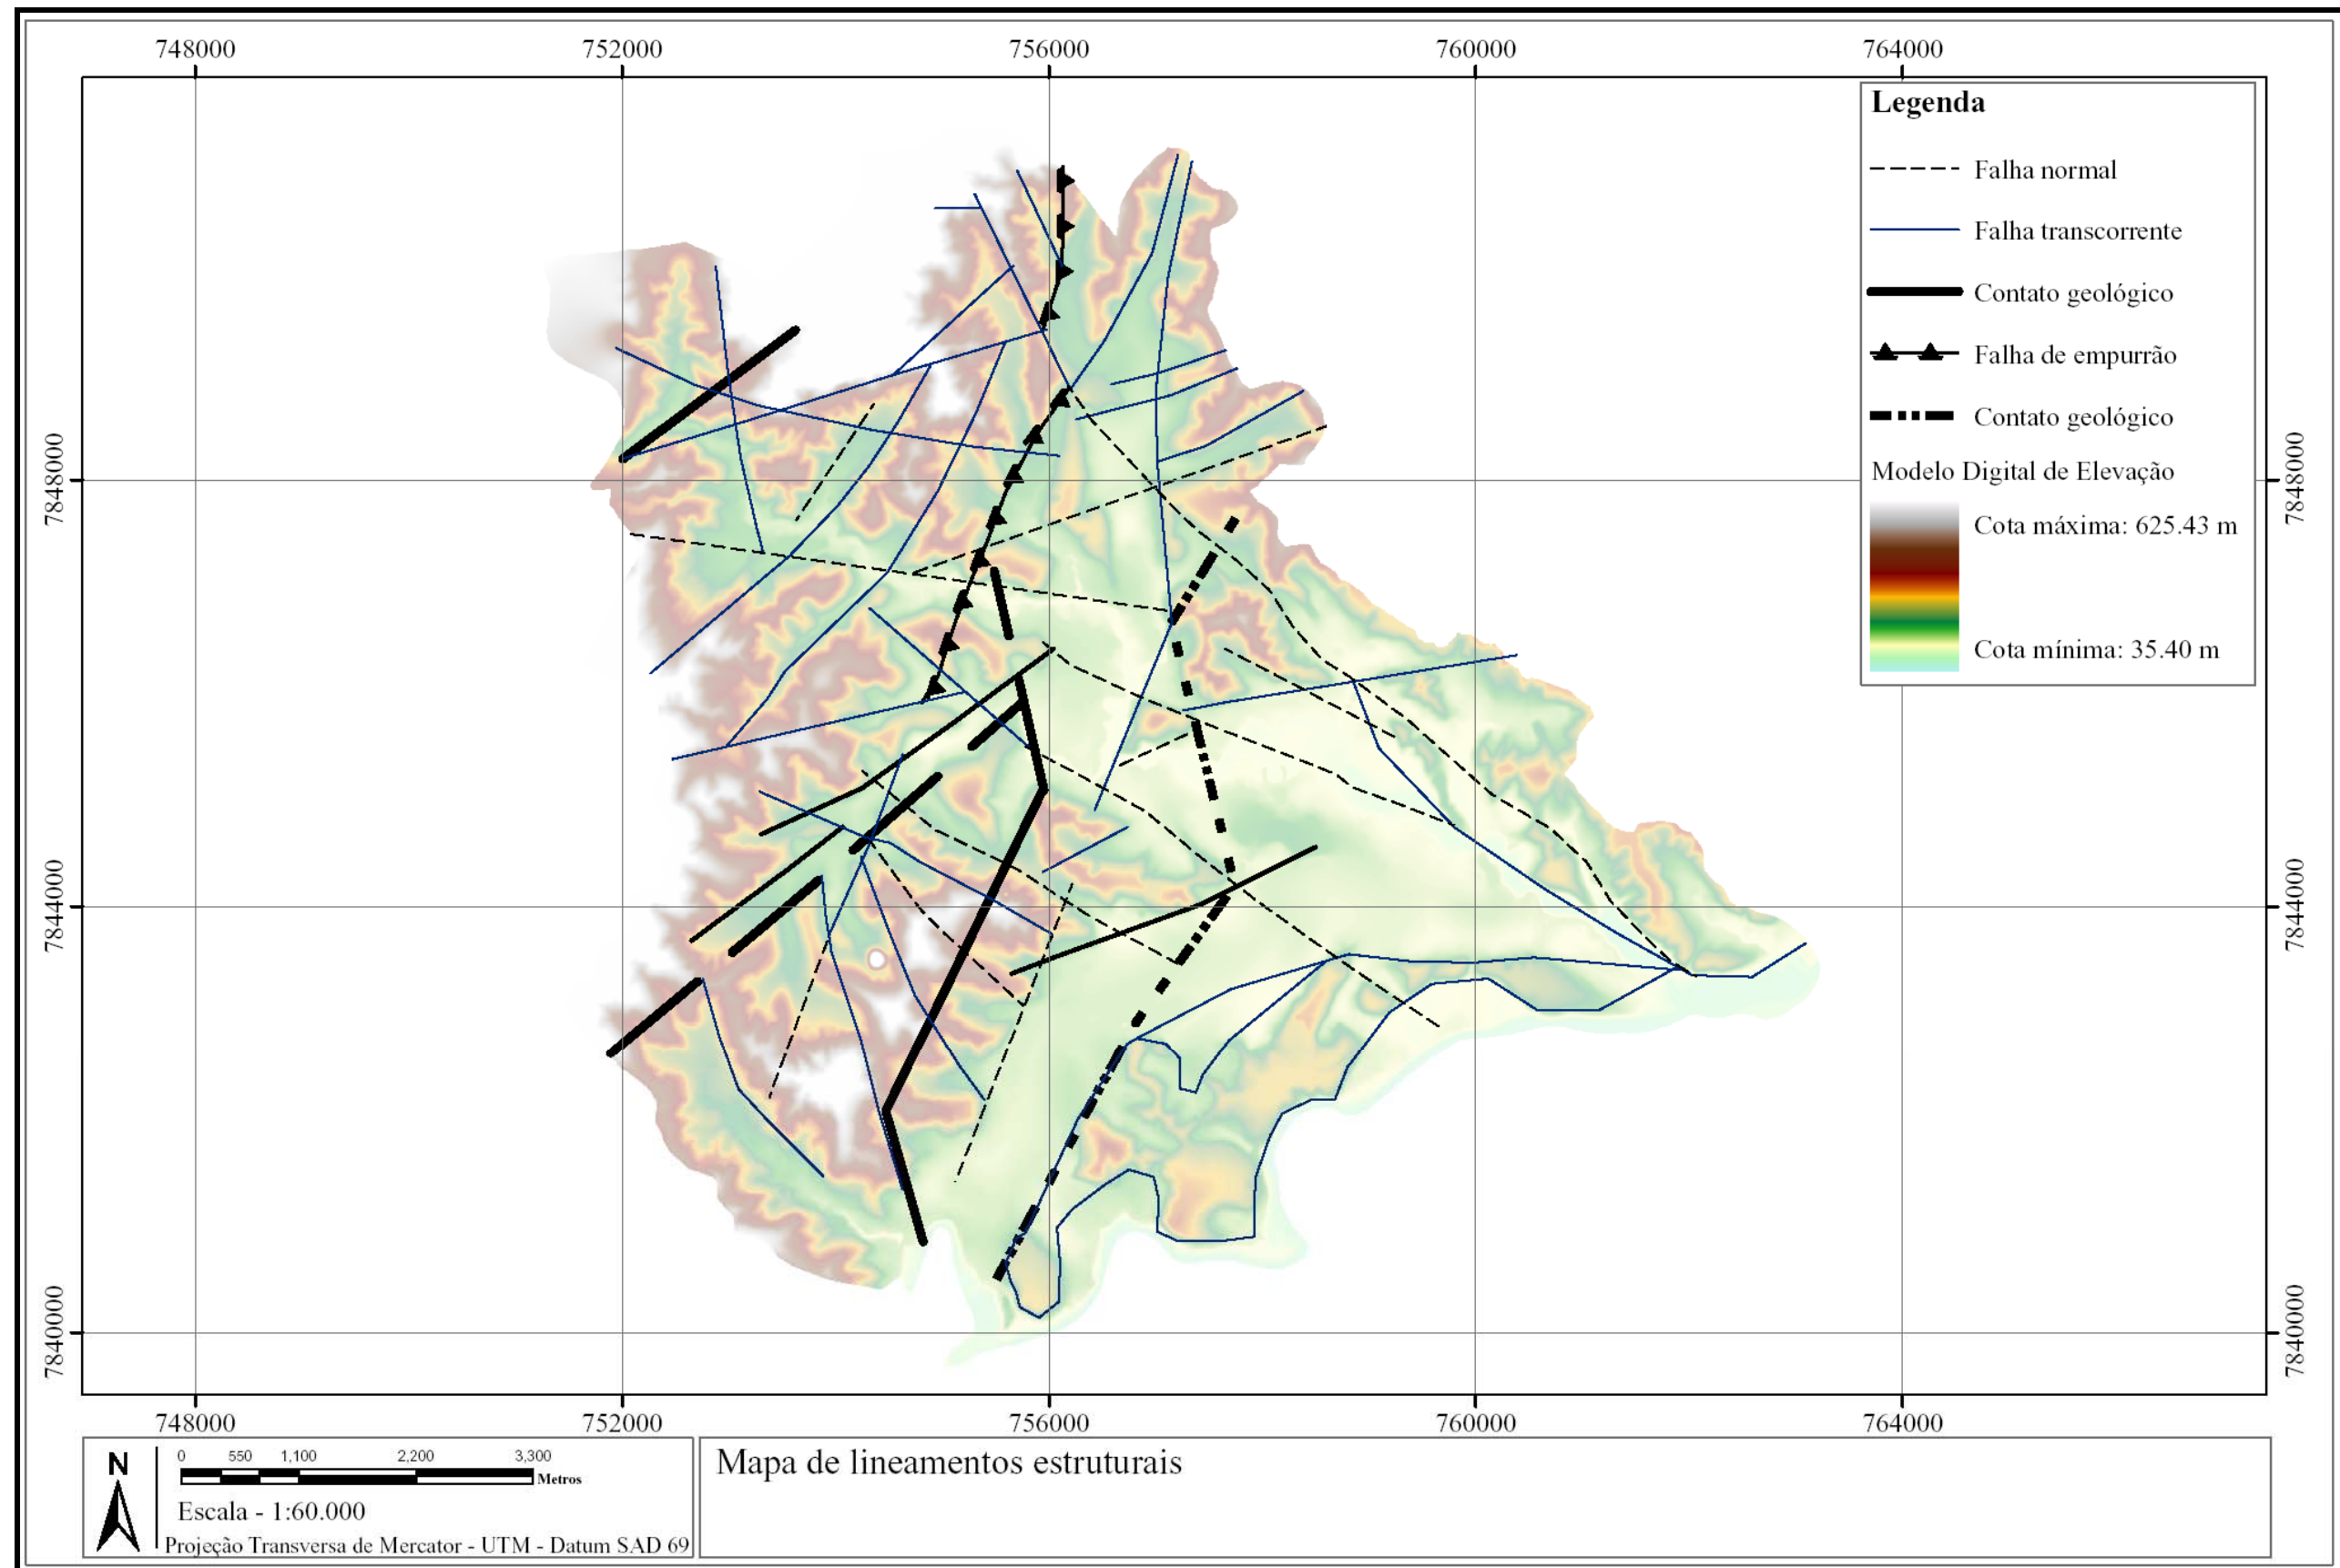 748000 752000 756000 760000 764000
Legenda
Falha normal
Falha transcorrente
Contato geológico
Falha de empurrão
Contato geológico
Modelo Digital de Elevação
Cota máxima: 625.43 m
Cota mínima: 35.40 m
7848000 7848000
7844000 7844000
7840000 7840000
748000 752000 756000 760000 764000
N
0 550 1,100 2,200 3,300
Metros
Escala - 1:60.000
Projeção Transversa de Mercator - UTM - Datum SAD 69
Mapa de lineamentos estruturais